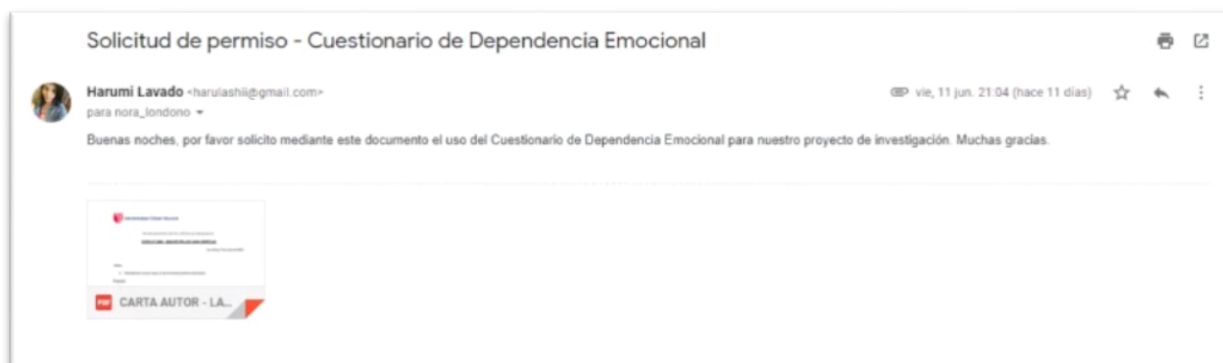 Solicitud de permiso - Cuestionario de Dependencia Emocional
Harumi Lavado <harulashii@gmail.com>
vie, 11 jun. 21:04 (hace 11 días)
para nora_londono
Buenas noches, por favor solicito mediante este documento el uso del Cuestionario de Dependencia Emocional para nuestro proyecto de investigación. Muchas gracias.
PDF CARTA AUTOR - LA...